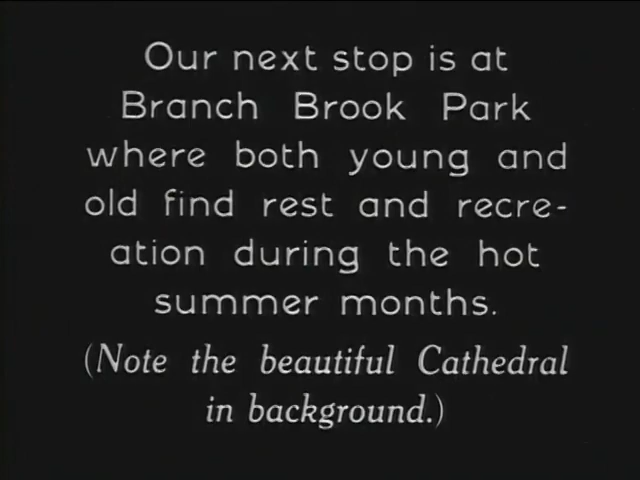 Our next stop is at
Branch Brook Park
where both young and
old find rest and recre-
ation during the hot
summer months.
(Note the beautiful Cathedral
in background.)